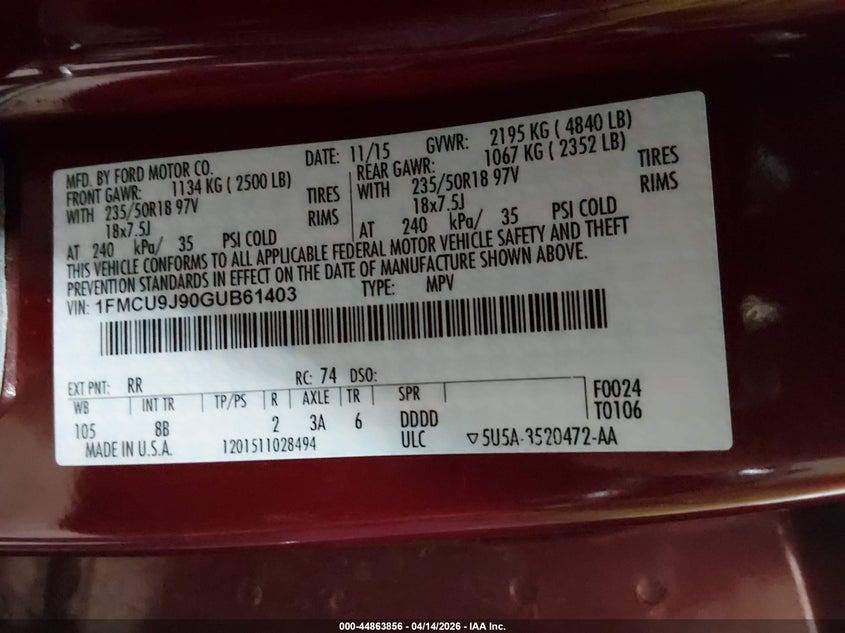 MFD. BY FORD MOTOR CO. DATE: 11/15 GVWR: 2195 KG ( 4840 LB)
FRONT GAWR: 1134 KG ( 2500 LB) REAR GAWR: 1067 KG ( 2352 LB)
WITH 235/50R18 97V TIRES WITH 235/50R18 97V TIRES
18x7.5J RIMS 18x7.5J RIMS
AT 240 kPa/ 35 PSI COLD AT 240 kPa/ 35 PSI COLD
THIS VEHICLE CONFORMS TO ALL APPLICABLE FEDERAL MOTOR VEHICLE SAFETY AND THEFT
PREVENTION STANDARDS IN EFFECT ON THE DATE OF MANUFACTURE SHOWN ABOVE.
VIN: 1FMCU9J90GUB61403 TYPE: MPV
EXT PNT: RR RC: 74 DSO:
WB INT TR TP/PS R AXLE TR SPR F0024
105 8B 2 3A 6 DDDD T0106
MADE IN U.S.A. 1201511028494 ULC ▽5U5A-3520472-AA
000-44863856 - 04/14/2026 - IAA Inc.